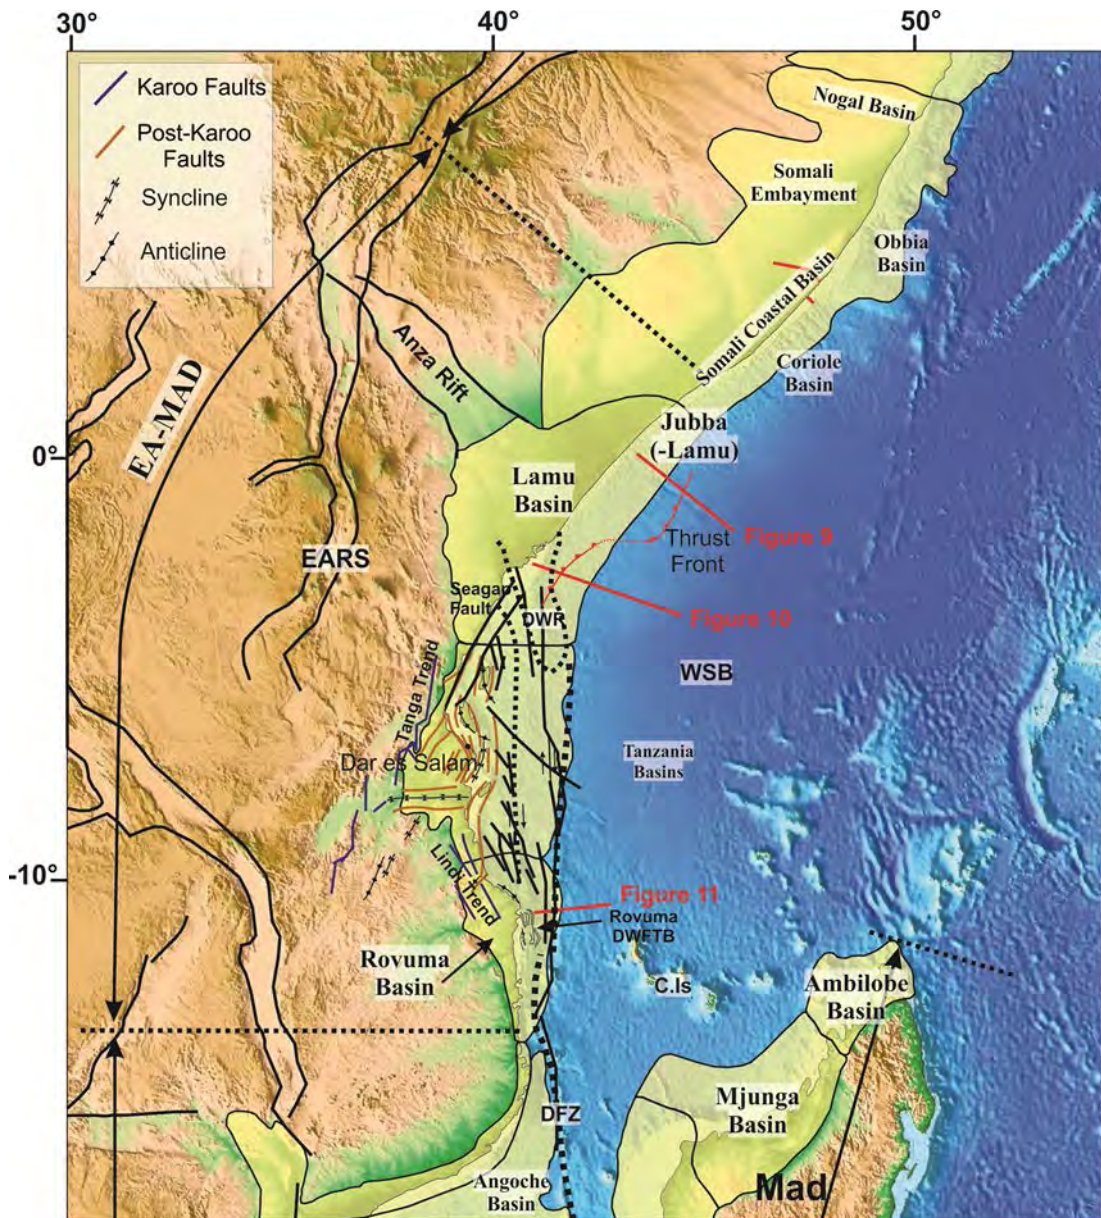 30°
40°
50°
Karoo Faults
Post-Karoo
Faults
Syncline
Anticline
Nogal Basin
Somali
Embayment
Obbia
Basin
Somali Coastal Basin
Coriole
Basin
Anza Rift
EA-MAD
Jubba
(-Lamu)
0°
Lamu
Basin
Thrust
Front
Figure 9
EARS
Seagap
Fault
DWR
Figure 10
WSB
Tanga Trend
Tanzania
Basins
Dar es Salam
-10°
Lindi Trend
Figure 11
Rovuma
DWFTB
Rovuma
Basin
C.Is
Ambilobe
Basin
Mjunga
Basin
DFZ
Angoche
Basin
Mad